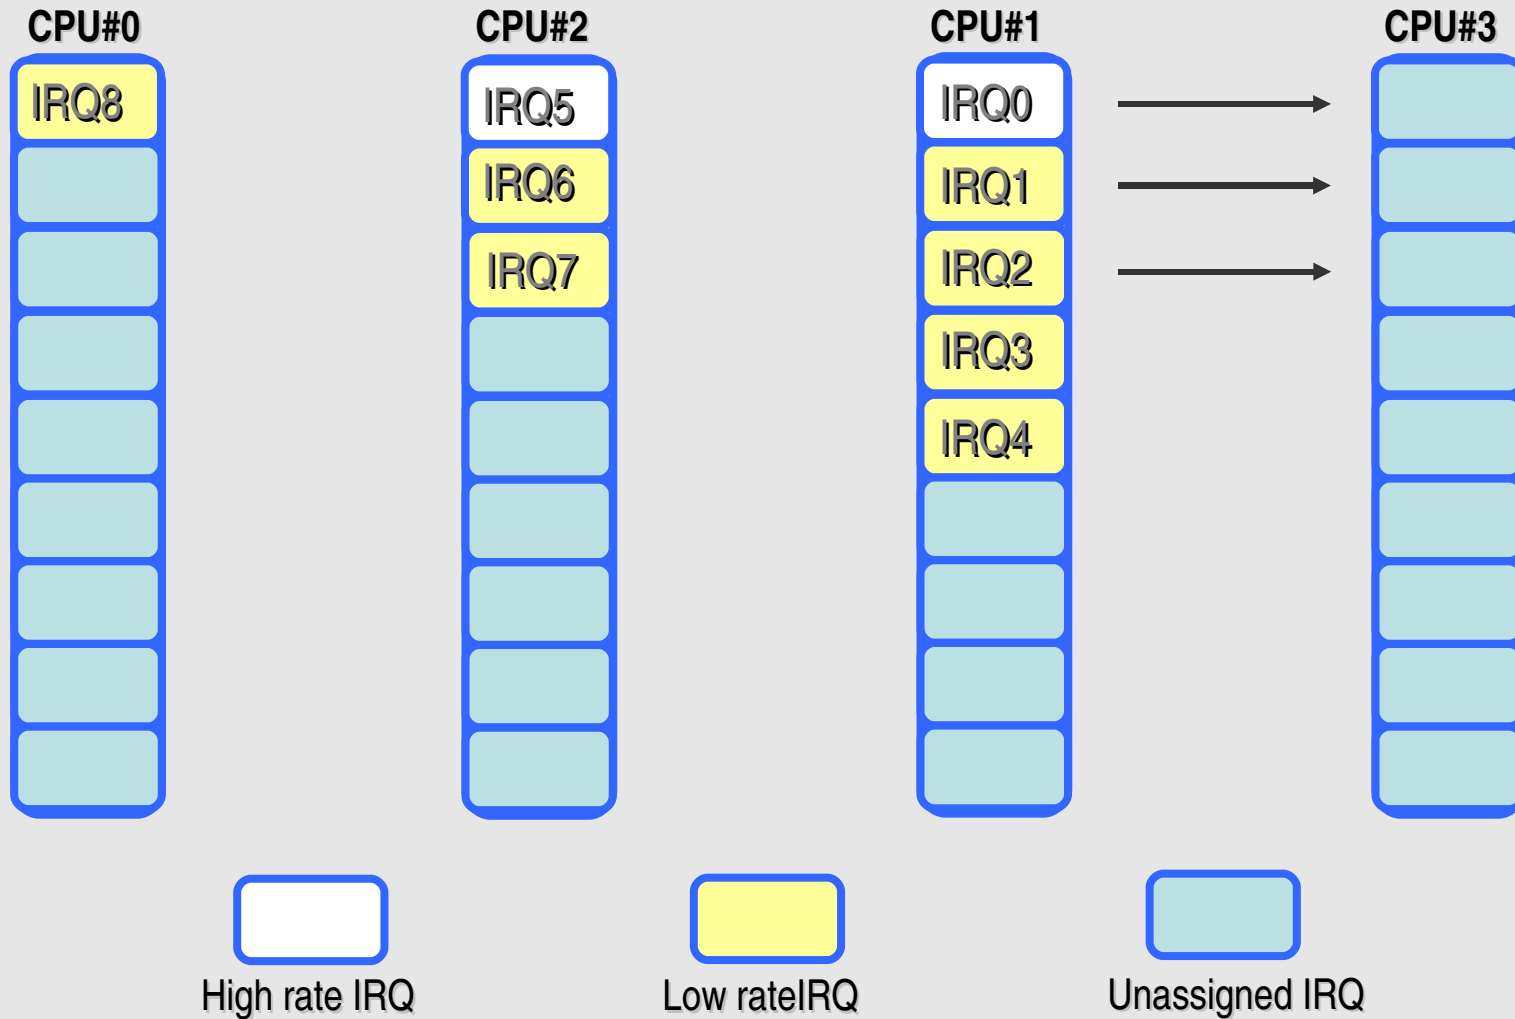 CPU#0
CPU#2
CPU#1
CPU#3
IRQ8
IRQ5
IRQ0
IRQ6
IRQ1
IRQ7
IRQ2
IRQ3
IRQ4
High rate IRQ
Low rateIRQ
Unassigned IRQ